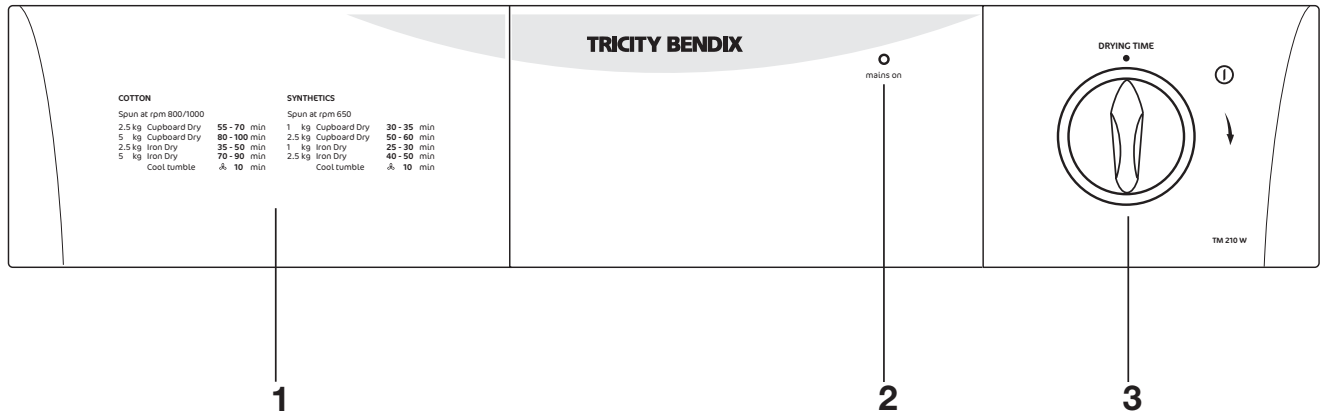 TRICITY BENDIX
mains on
DRYING TIME
COTTON
Spun at rpm 800/1000
2.5 kg Cupboard Dry 55 - 70 min
5 kg Cupboard Dry 80 - 100 min
2.5 kg Iron Dry 35 - 50 min
5 kg Iron Dry 70 - 90 min
Cool tumble 10 min
SYNTHETICS
Spun at rpm 650
1 kg Cupboard Dry 30 - 35 min
2.5 kg Cupboard Dry 50 - 60 min
1 kg Iron Dry 25 - 30 min
2.5 kg Iron Dry 40 - 50 min
Cool tumble 10 min
TM 210 W
1
2
3